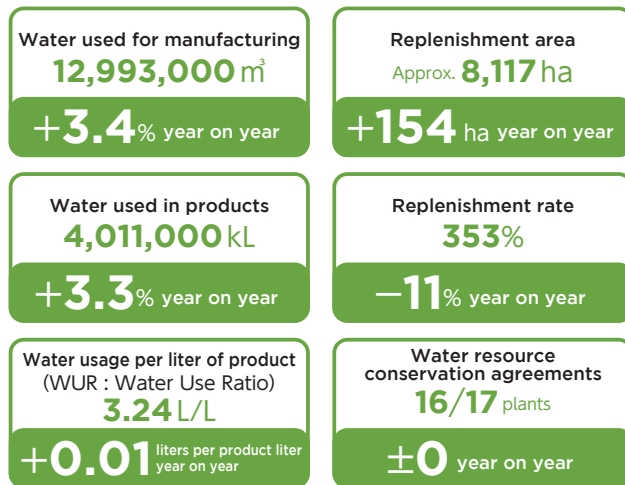 Water used for manufacturing
12,993,000 ㎥
+3.4% year on year
Replenishment area
Approx. 8,117 ha
+154 ha year on year
Water used in products
4,011,000 kL
+3.3% year on year
Replenishment rate
353%
−11% year on year
Water usage per liter of product
(WUR : Water Use Ratio)
3.24 L/L
+0.01 liters per product liter
year on year
Water resource
conservation agreements
16/17 plants
±0 year on year